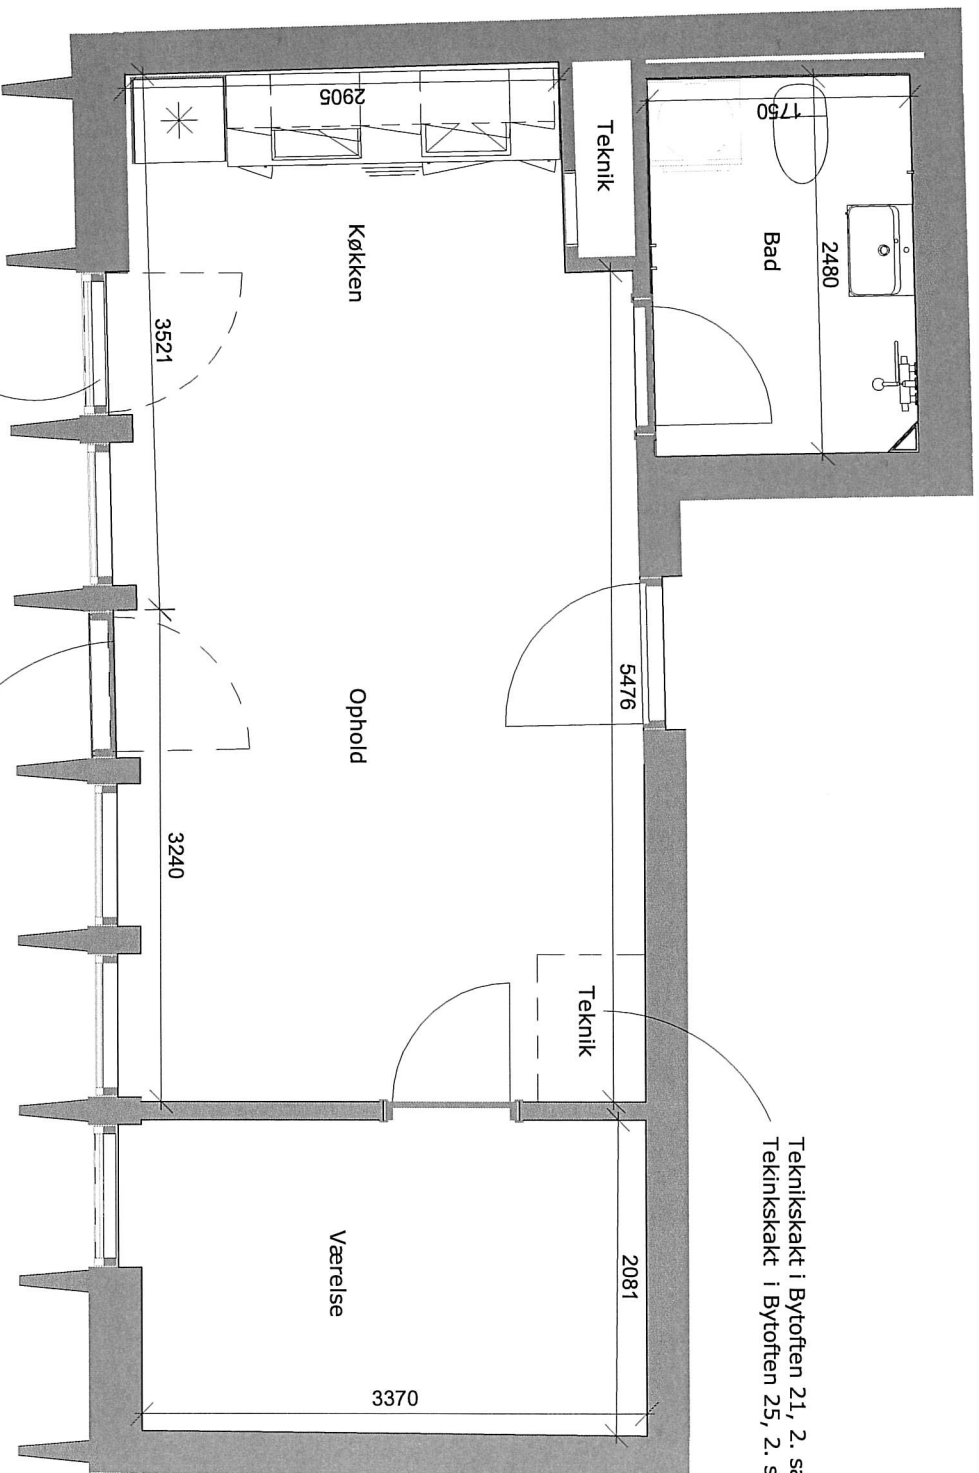 Teknikskakt i Bytoften 21, 2.
Tekinkskakt i Bytoften 25, 2.
1750
2480
Bad
Teknik
5476
2081
Teknik
2905
Køkken
Ophold
Værelse
3370
3521
3240